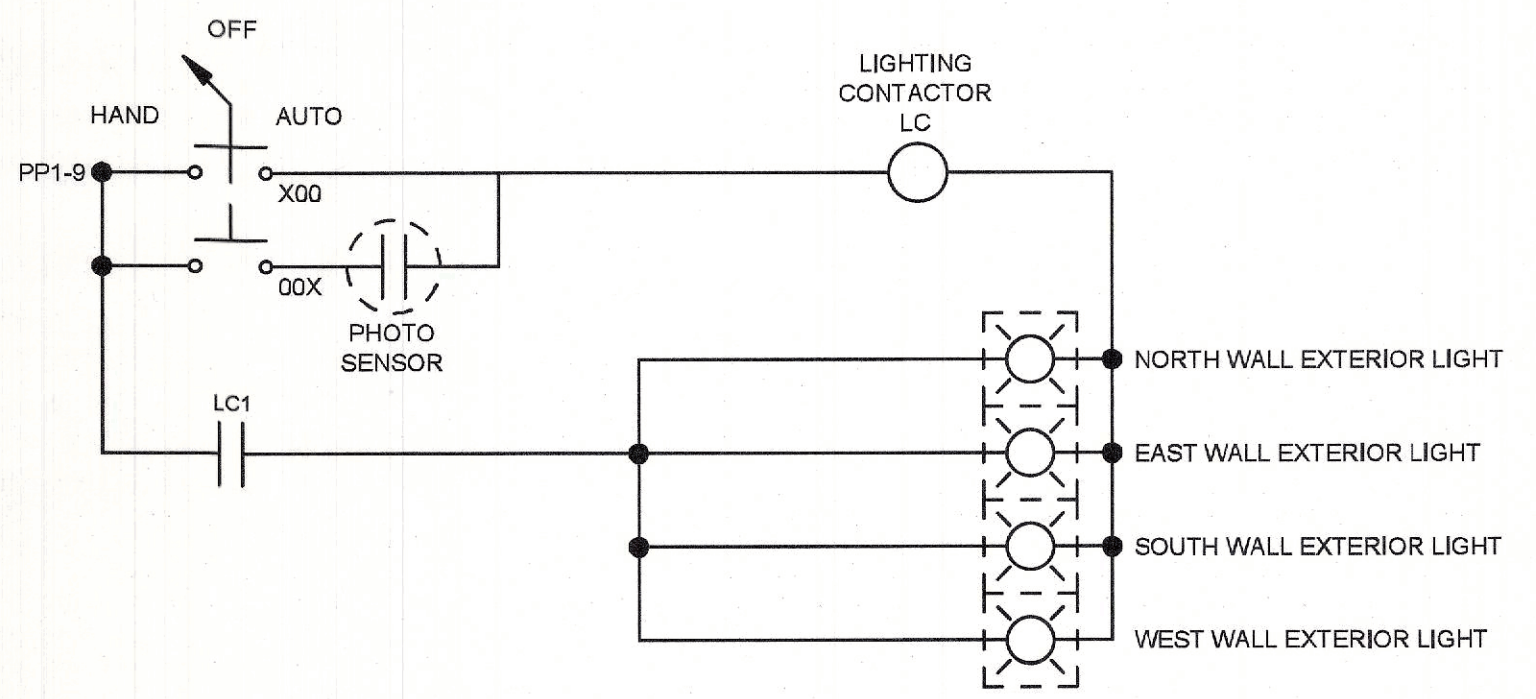 OFF
HAND
AUTO
LIGHTING
CONTACTOR
LC
PP1-9
X00
00X
PHOTO
SENSOR
LC1
NORTH WALL EXTERIOR LIGHT
EAST WALL EXTERIOR LIGHT
SOUTH WALL EXTERIOR LIGHT
WEST WALL EXTERIOR LIGHT